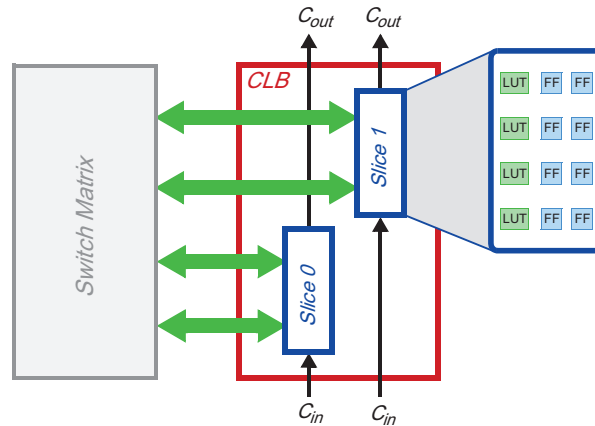 Cout Cout
CLB
Switch Matrix
Slice 1
Slice 0
LUT FF FF
LUT FF FF
LUT FF FF
LUT FF FF
Cin Cin